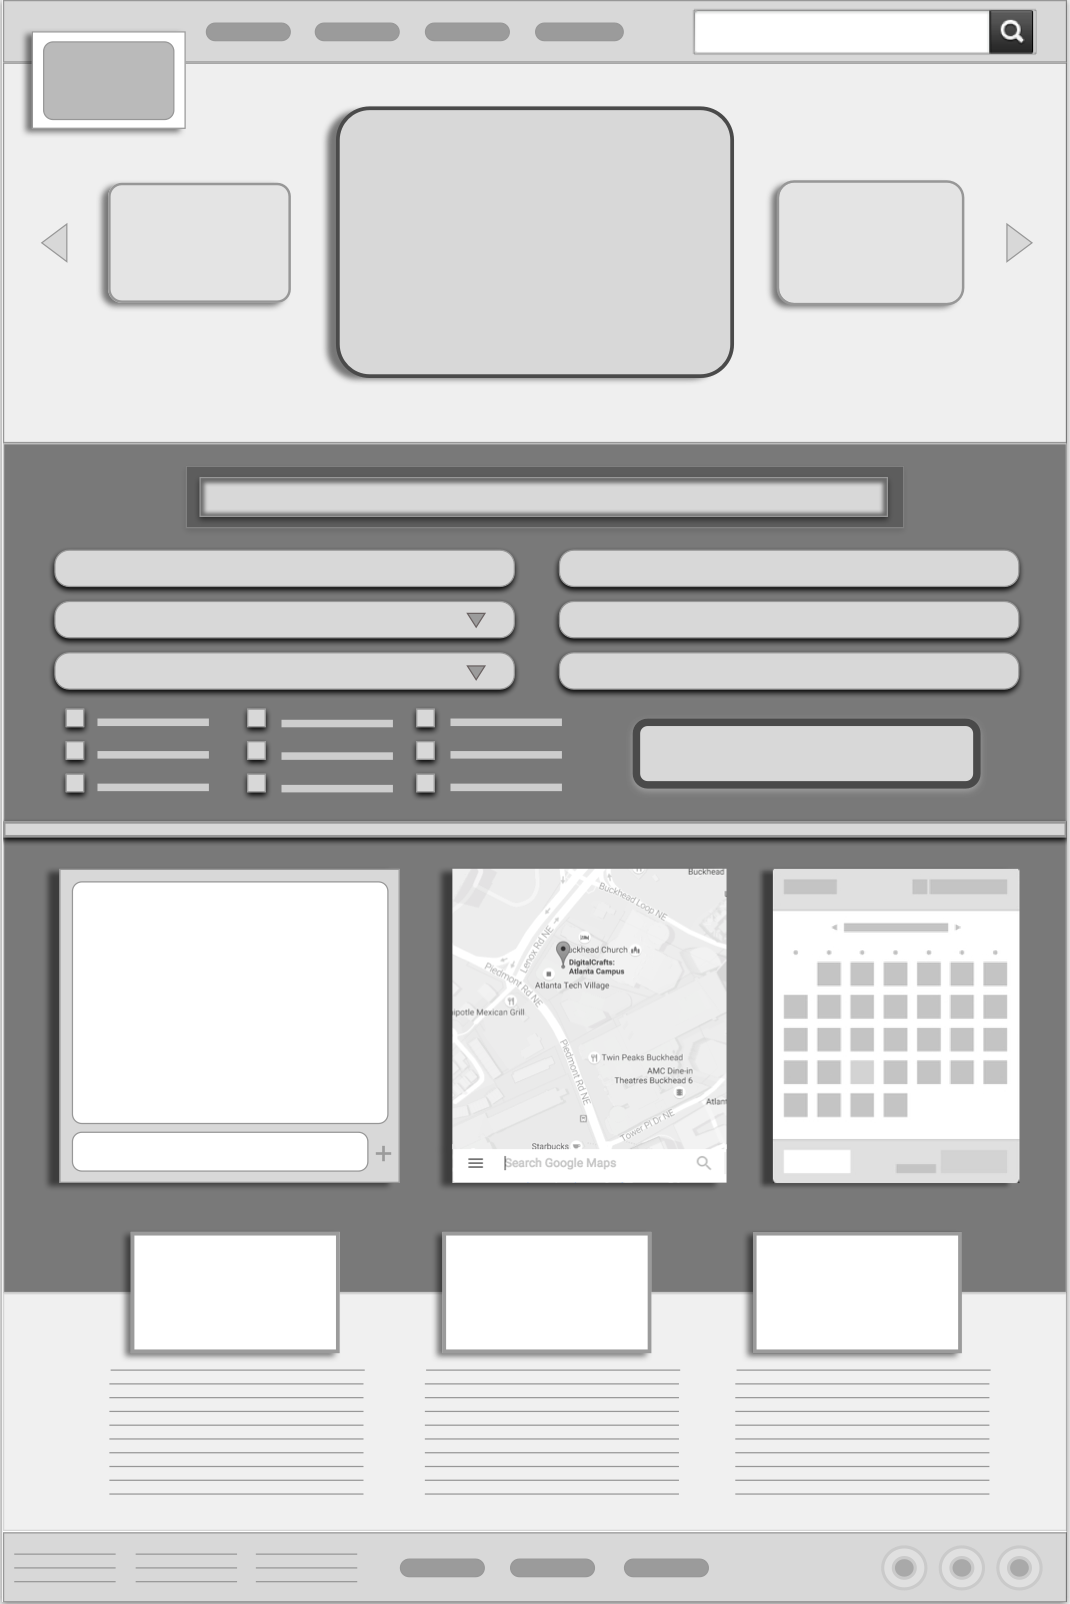 Buckhead
Buckhead Loop NE
Lenox Rd NE
uckhead Church
DigitalCrafts:
Atlanta Campus
Piedmont Rd NE
Atlanta Tech Village
ipotle Mexican Grill
Piedmont Rd NE
Twin Peaks Buckhead
AMC Dine-in
Theatres Buckhead 6
Atlan
Tower Pl Dr NE
Starbucks
Search Google Maps